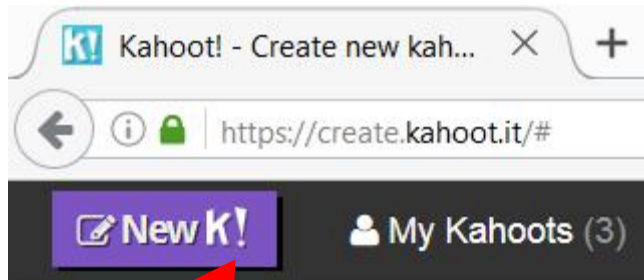 K! Kahoot! - Create new kah...
https://create.kahoot.it/#
New K! My Kahoots (3)